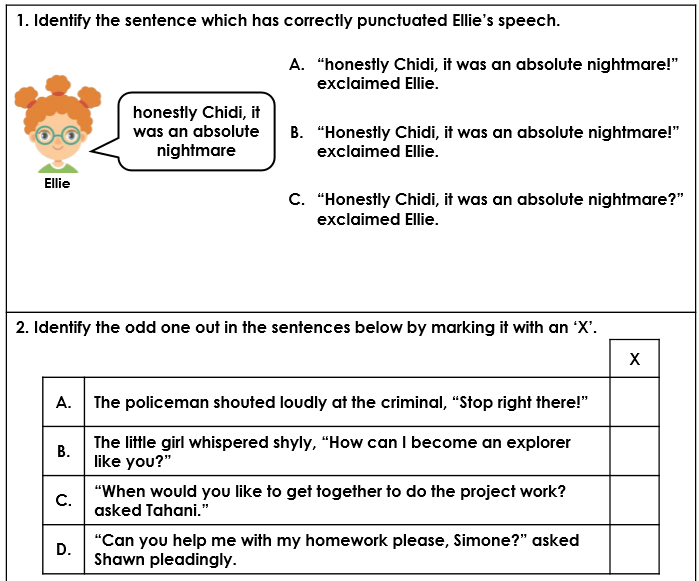 1. Identify the sentence which has correctly punctuated Ellie’s speech.
honestly Chidi, it
was an absolute
nightmare
Ellie
A. “honestly Chidi, it was an absolute nightmare!”
exclaimed Ellie.
B. “Honestly Chidi, it was an absolute nightmare!”
exclaimed Ellie.
C. “Honestly Chidi, it was an absolute nightmare?”
exclaimed Ellie.
2. Identify the odd one out in the sentences below by marking it with an ‘X’.
X
A. The policeman shouted loudly at the criminal, “Stop right there!”
B. The little girl whispered shyly, “How can I become an explorer
like you?”
C. “When would you like to get together to do the project work?
asked Tahani.”
D. “Can you help me with my homework please, Simone?” asked
Shawn pleadingly.